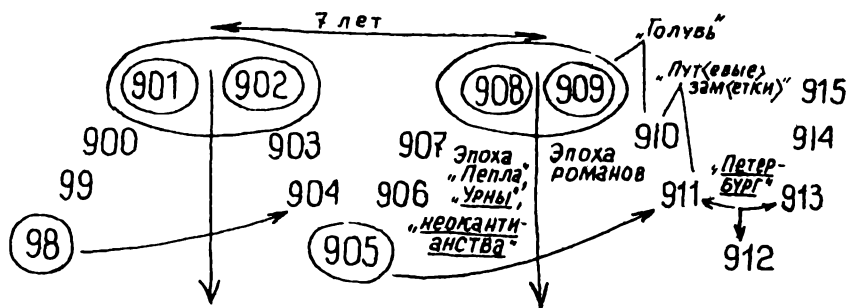 7 лет
„Голубь“
901 902 908 909
„Пут<евые>
зам<етки>“
915
900 903 907 910 914
Эпоха
„Пепла“,
„Урны“,
„неоканти-
анства“
Эпоха
романов
99 904 906 911 913
„Петер-
бург“
98 905 912